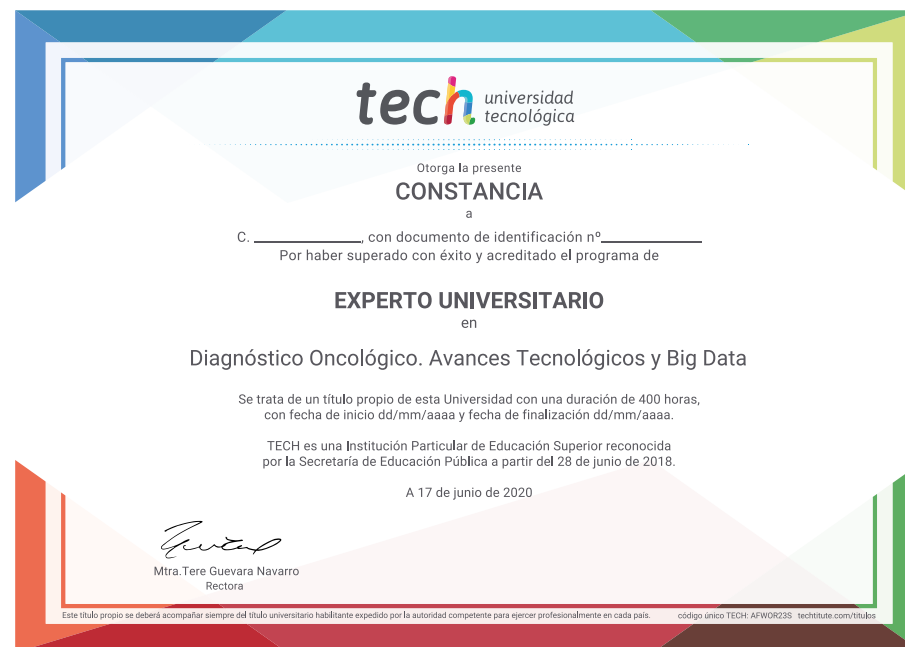 tech universidad
tecnológica
Otorga la presente
CONSTANCIA
a
C. ____________, con documento de identificación nº____________
Por haber superado con éxito y acreditado el programa de
EXPERTO UNIVERSITARIO
en
Diagnóstico Oncológico. Avances Tecnológicos y Big Data
Se trata de un título propio de esta Universidad con una duración de 400 horas,
con fecha de inicio dd/mm/aaaa y fecha de finalización dd/mm/aaaa.
TECH es una Institución Particular de Educación Superior reconocida
por la Secretaría de Educación Pública a partir del 28 de junio de 2018.
A 17 de junio de 2020
Mtra.Tere Guevara Navarro
Rectora
Este título propio se deberá acompañar siempre del título universitario habilitante expedido por la autoridad competente para ejercer profesionalmente en cada país. código único TECH: AFWOR23S techtitute.com/titulos